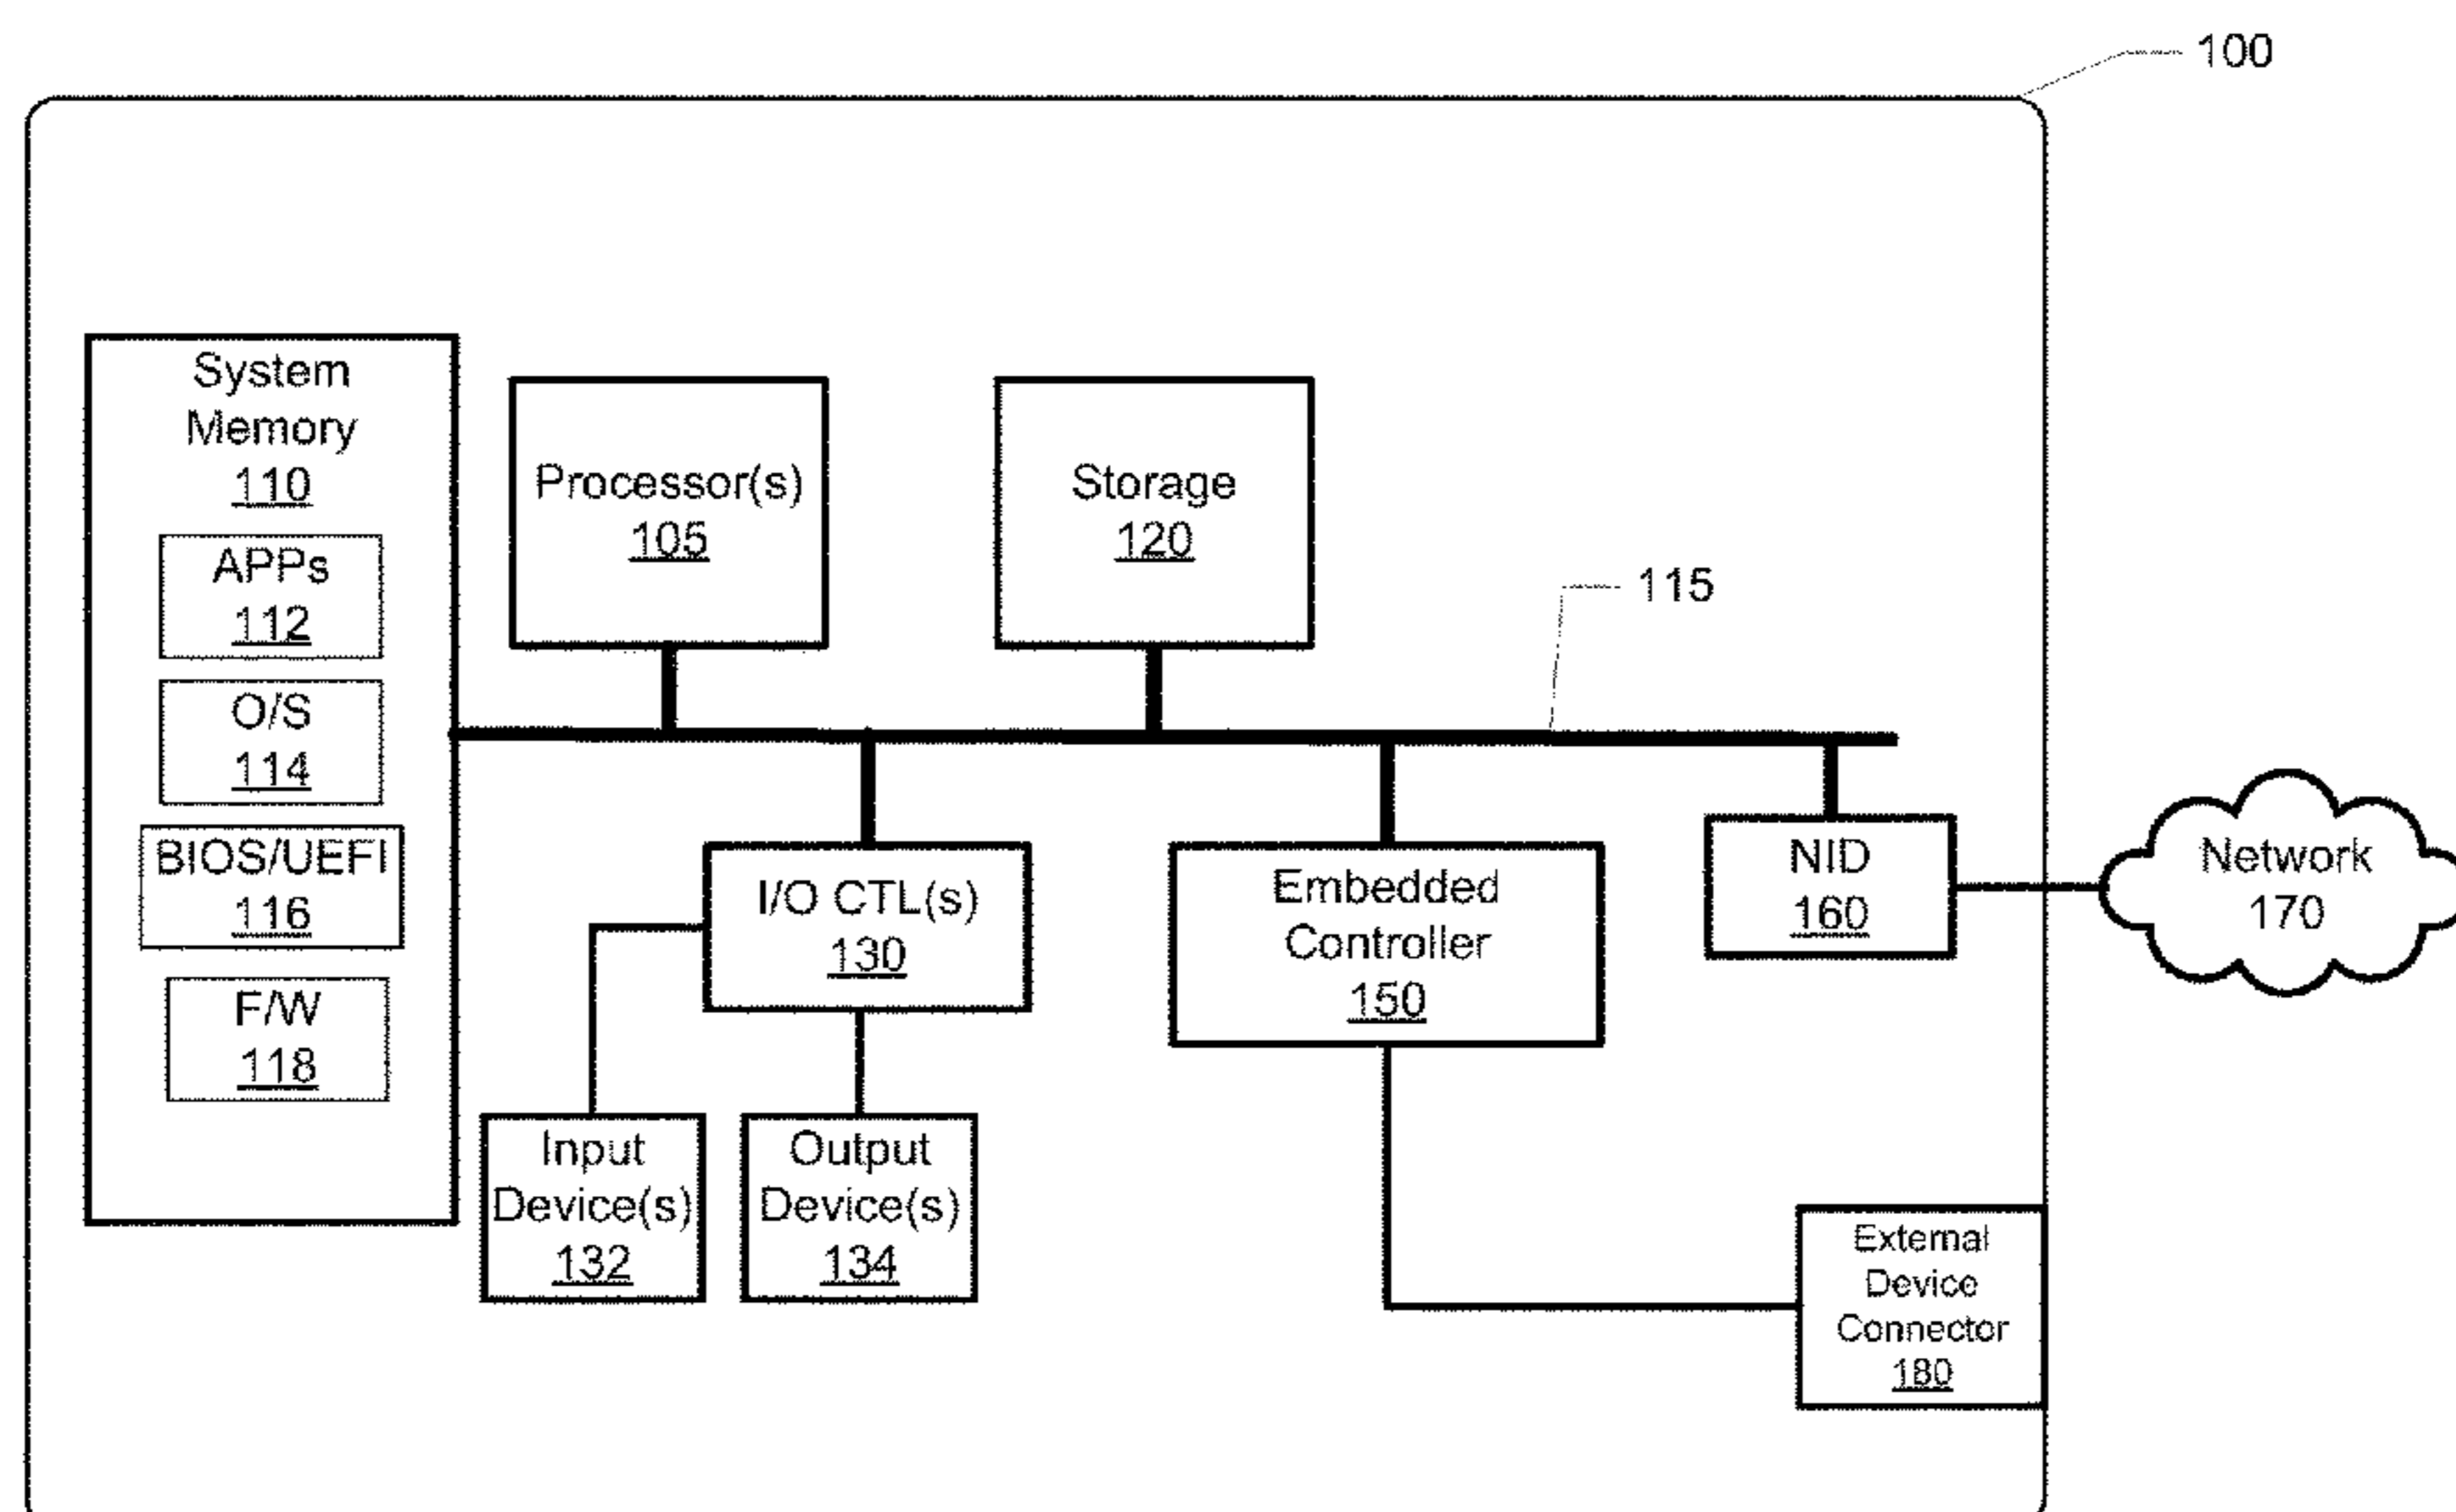 100
System
Memory
110
APPs
112
O/S
114
BIOS/UEFI
116
F/W
118
Processor(s)
105
Storage
120
115
I/O CTL(s)
130
Embedded
Controller
150
NID
160
Network
170
Input
Device(s)
132
Output
Device(s)
134
External
Device
Connector
180